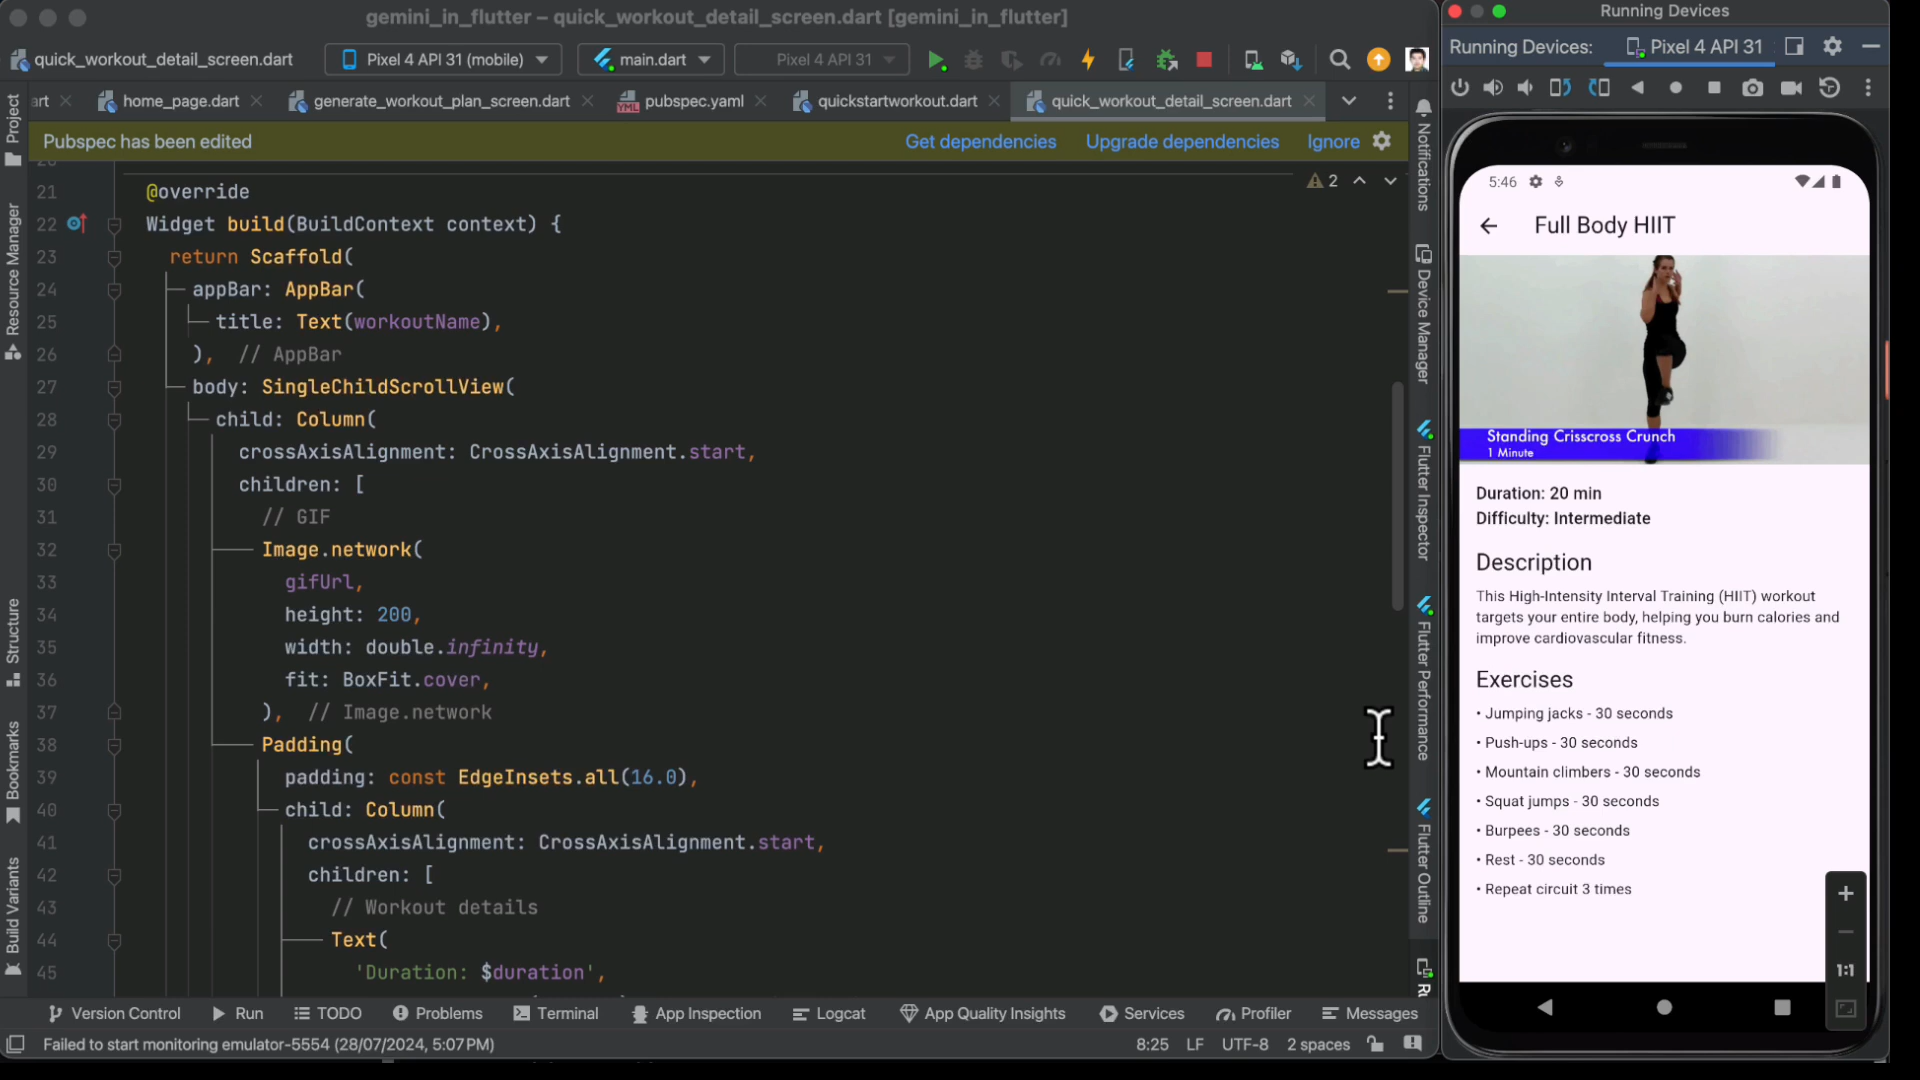 gemini_in_flutter – quick_workout_detail_screen.dart [gemini_in_flutter]
quick_workout_detail_screen.dart
Pixel 4 API 31 (mobile)
main.dart
Pixel 4 API 31
art
home_page.dart
generate_workout_plan_screen.dart
YML
pubspec.yaml
quickstartworkout.dart
quick_workout_detail_screen.dart
Pubspec has been edited
Get dependencies
Upgrade dependencies
Ignore
Project
Resource Manager
Structure
Bookmarks
Build Variants
2
21 @override
22 Widget build(BuildContext context) {
23 return Scaffold(
24 appBar: AppBar(
25 title: Text(workoutName),
26 ), // AppBar
27 body: SingleChildScrollView(
28 child: Column(
29 crossAxisAlignment: CrossAxisAlignment.start,
30 children: [
31 // GIF
32 Image.network(
33 gifUrl,
34 height: 200,
35 width: double.infinity,
36 fit: BoxFit.cover,
37 ), // Image.network
38 Padding(
39 padding: const EdgeInsets.all(16.0),
40 child: Column(
41 crossAxisAlignment: CrossAxisAlignment.start,
42 children: [
43 // Workout details
44 Text(
45 'Duration: $duration',
Notifications
Device Manager
Flutter Inspector
Flutter Performance
Flutter Outline
Version Control
Run
TODO
Problems
Terminal
App Inspection
Logcat
App Quality Insights
Services
Profiler
Messages
Failed to start monitoring emulator-5554 (28/07/2024, 5:07PM)
8:25
LF
UTF-8
2 spaces
Running Devices
Running Devices:
Pixel 4 API 31
5:46
Full Body HIIT
Standing Crisscross Crunch
1 Minute
Duration: 20 min
Difficulty: Intermediate
Description
This High-Intensity Interval Training (HIIT) workout
targets your entire body, helping you burn calories and
improve cardiovascular fitness.
Exercises
• Jumping jacks - 30 seconds
• Push-ups - 30 seconds
• Mountain climbers - 30 seconds
• Squat jumps - 30 seconds
• Burpees - 30 seconds
• Rest - 30 seconds
• Repeat circuit 3 times
1:1